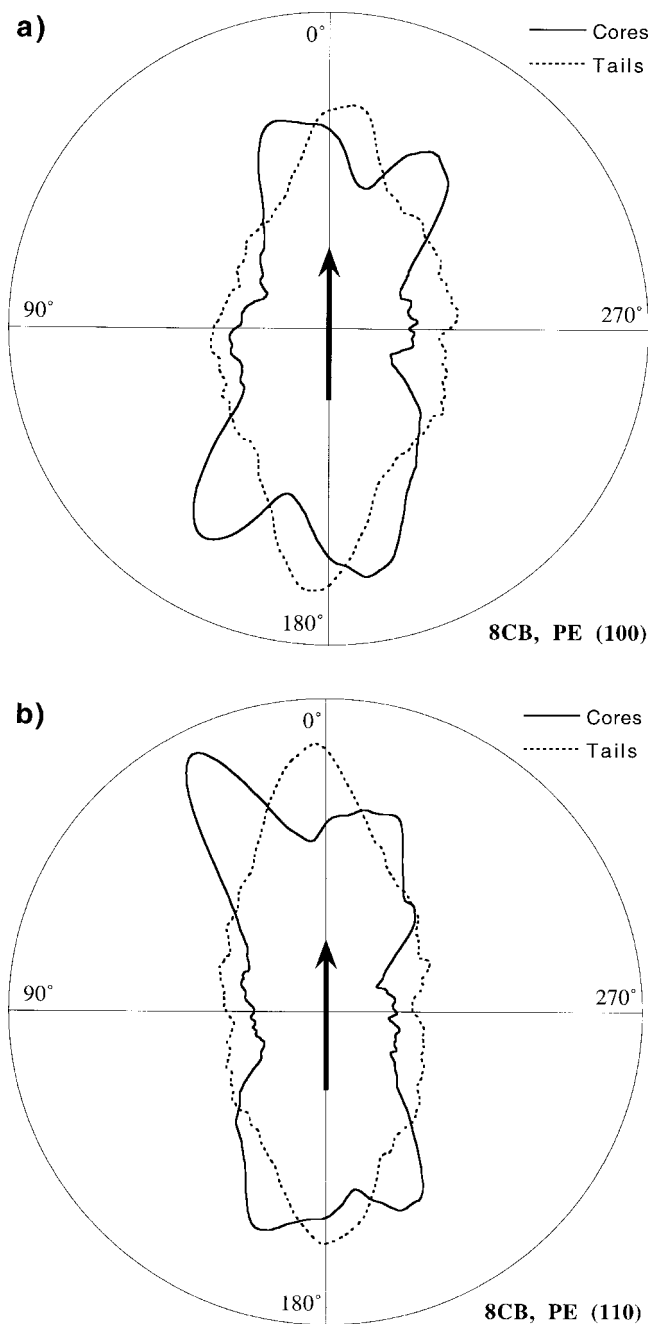 a)
0°
Cores
Tails
90°
270°
180°
8CB, PE (100)
b)
0°
Cores
Tails
90°
270°
180°
8CB, PE (110)